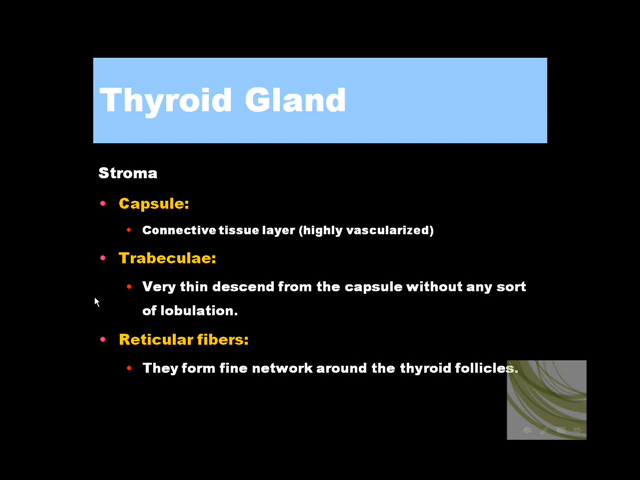 Thyroid Gland
Stroma
• Capsule:
• Connective tissue layer (highly vascularized)
• Trabeculae:
• Very thin descend from the capsule without any sort
of lobulation.
• Reticular fibers:
• They form fine network around the thyroid follicles.